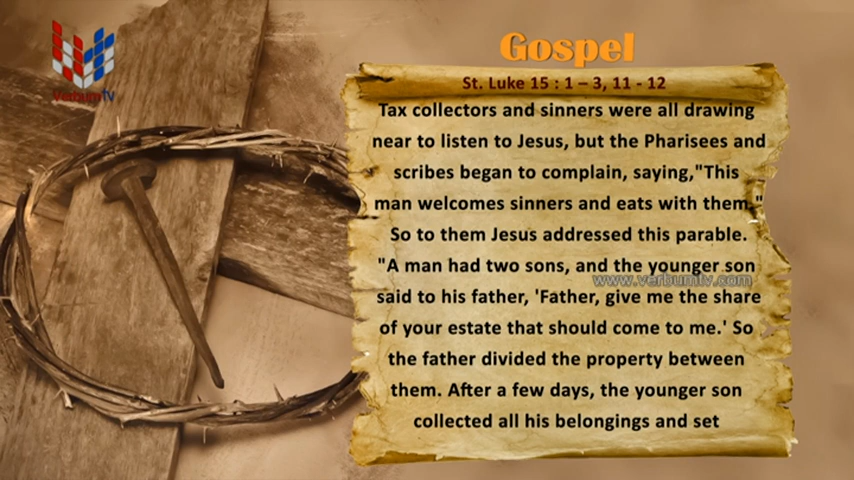 VerbumTV
Gospel
St. Luke 15 : 1 – 3, 11 - 12
Tax collectors and sinners were all drawing
near to listen to Jesus, but the Pharisees and
scribes began to complain, saying,"This
man welcomes sinners and eats with them."
So to them Jesus addressed this parable.
"A man had two sons, and the younger son
www.verbumtv.com
said to his father, 'Father, give me the share
of your estate that should come to me.' So
the father divided the property between
them. After a few days, the younger son
collected all his belongings and set